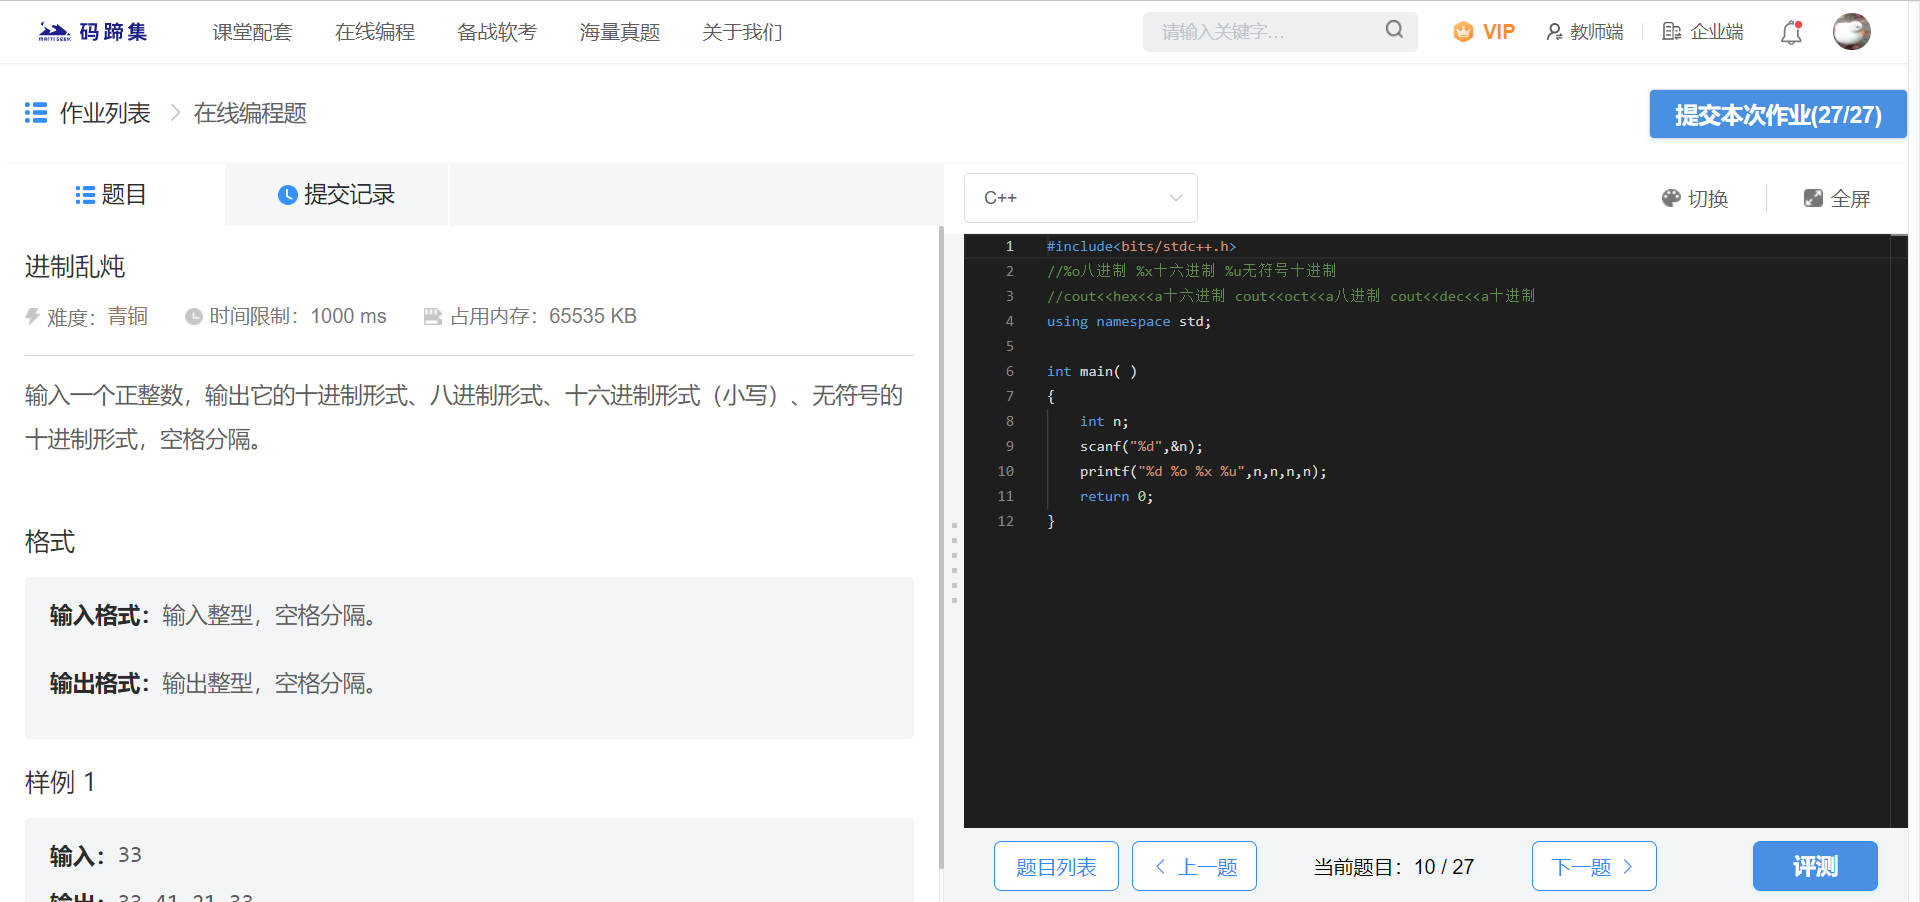 MAITI GEEK 码蹄集 课堂配套 在线编程 备战软考 海量真题 关于我们 请输入关键字... VIP 教师端 企业端
作业列表 > 在线编程题 提交本次作业(27/27)
题目 提交记录
进制乱炖
难度：青铜 时间限制：1000 ms 占用内存：65535 KB
输入一个正整数，输出它的十进制形式、八进制形式、十六进制形式（小写）、无符号的
十进制形式，空格分隔。
格式
输入格式：输入整型，空格分隔。
输出格式：输出整型，空格分隔。
样例 1
输入：33
输出：33 41 21 33
C++ 切换 全屏
1 #include<bits/stdc++.h>
2 //%o八进制 %x十六进制 %u无符号十进制
3 //cout<<hex<<a十六进制 cout<<oct<<a八进制 cout<<dec<<a十进制
4 using namespace std;
5
6 int main( )
7 {
8 int n;
9 scanf("%d",&n);
10 printf("%d %o %x %u",n,n,n,n);
11 return 0;
12 }
题目列表 < 上一题 当前题目：10 / 27 下一题 > 评测